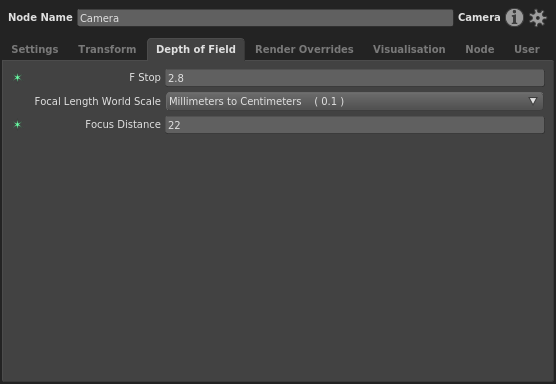 Node Name Camera Camera
Settings Transform Depth of Field Render Overrides Visualisation Node User
F Stop 2.8
Focal Length World Scale Millimeters to Centimeters ( 0.1 )
Focus Distance 22